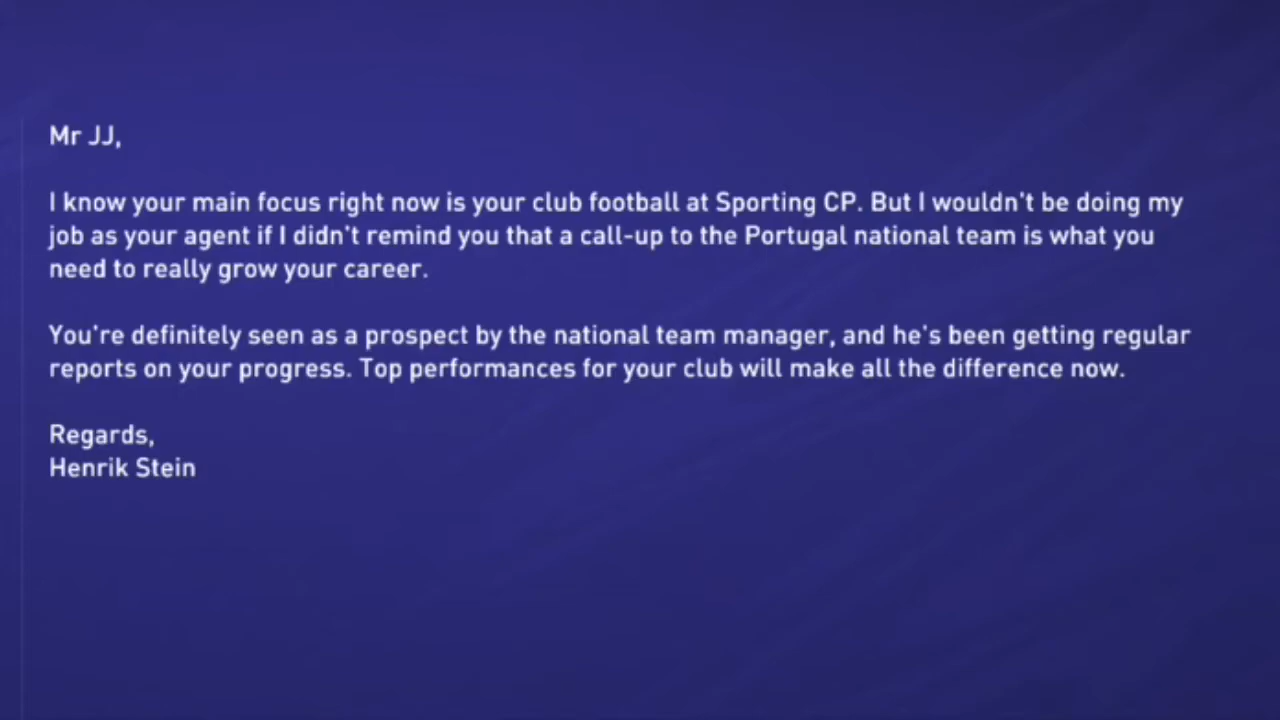 Mr JJ,
I know your main focus right now is your club football at Sporting CP. But I wouldn't be doing my
job as your agent if I didn't remind you that a call-up to the Portugal national team is what you
need to really grow your career.
You're definitely seen as a prospect by the national team manager, and he's been getting regular
reports on your progress. Top performances for your club will make all the difference now.
Regards,
Henrik Stein